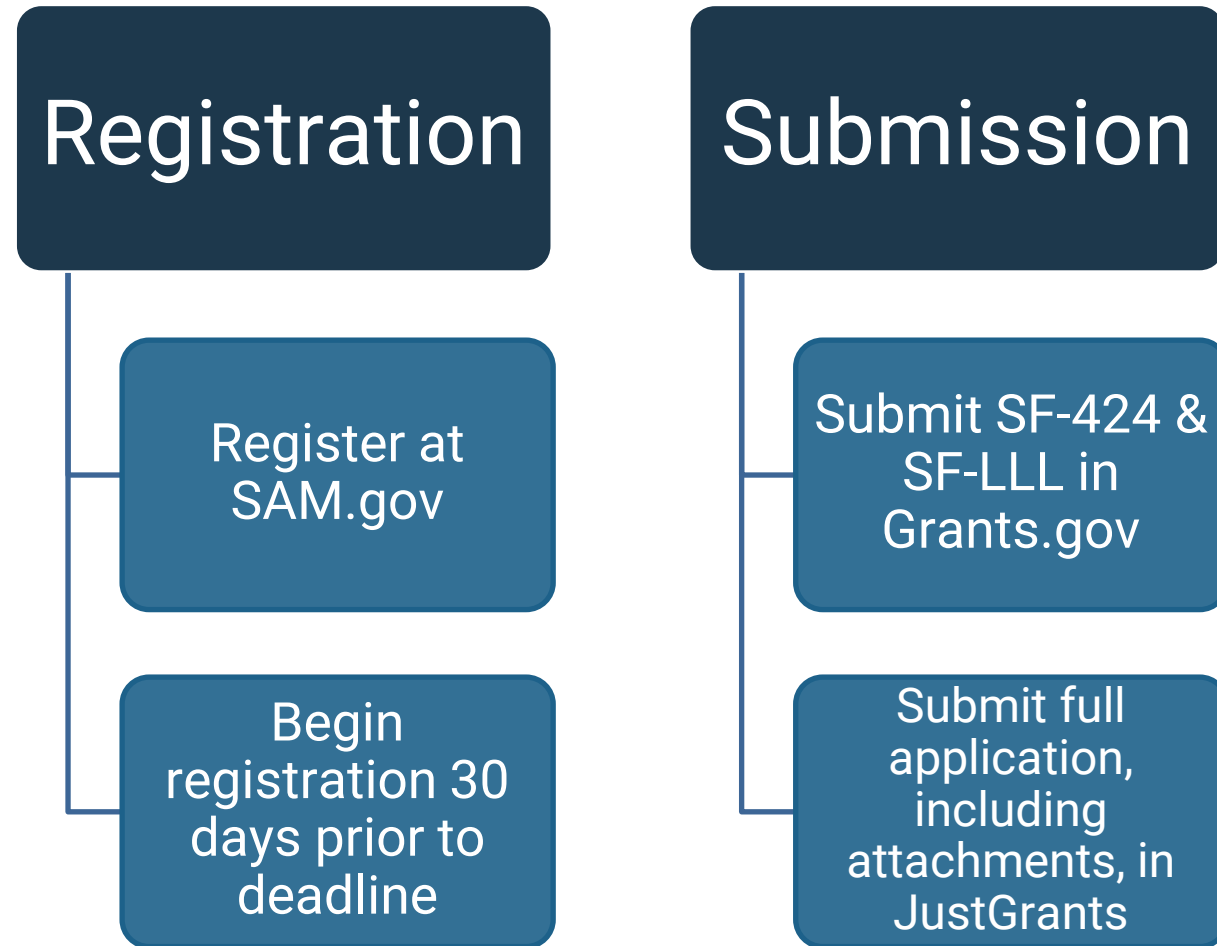 Registration
Register at
SAM.gov
Begin
registration 30
days prior to
deadline
Submission
Submit SF-424 &
SF-LLL in
Grants.gov
Submit full
application,
including
attachments, in
JustGrants